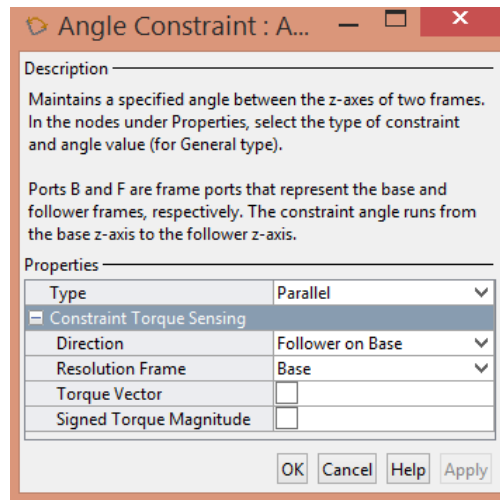 Angle Constraint : A...
Description
Maintains a specified angle between the z-axes of two frames.
In the nodes under Properties, select the type of constraint
and angle value (for General type).
Ports B and F are frame ports that represent the base and
follower frames, respectively. The constraint angle runs from
the base z-axis to the follower z-axis.
Properties
Type Parallel
Constraint Torque Sensing
Direction Follower on Base
Resolution Frame Base
Torque Vector
Signed Torque Magnitude
OK Cancel Help Apply